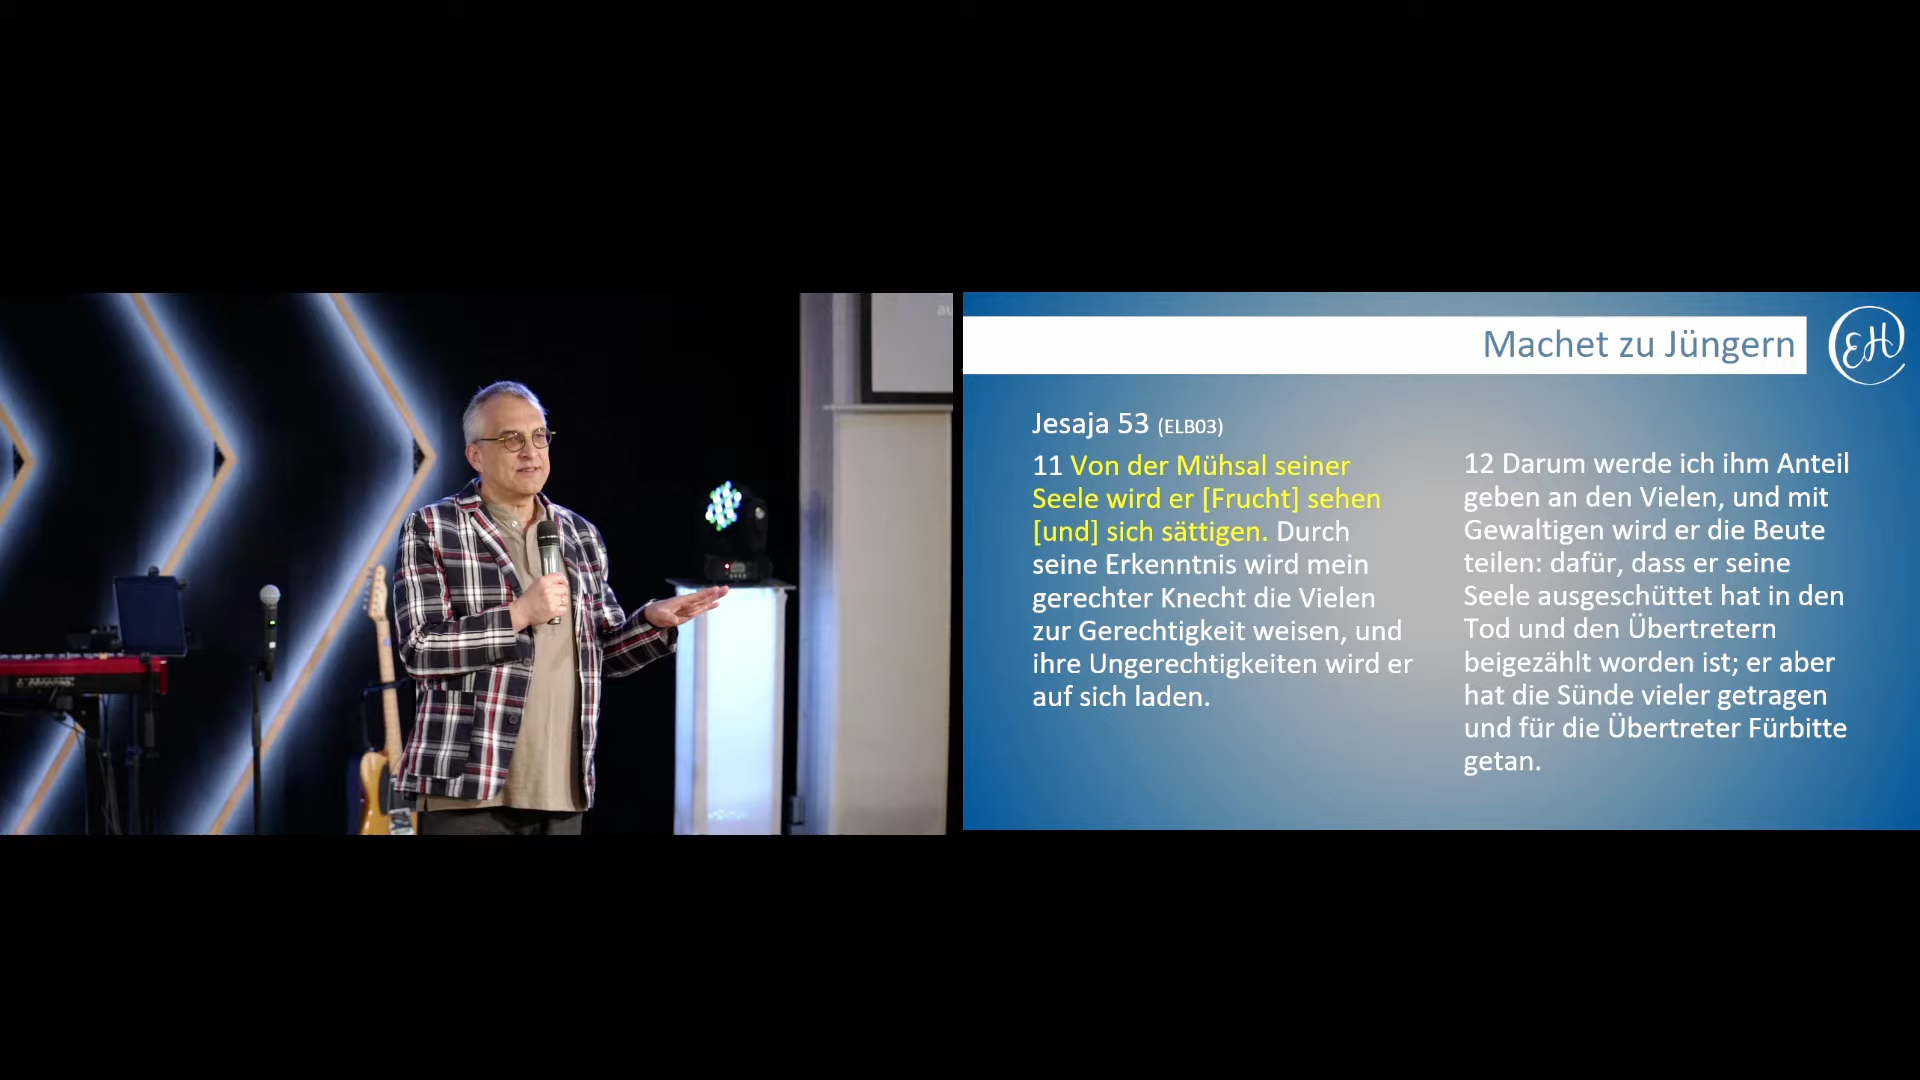 au
Machet zu Jüngern
EH
Jesaja 53 (ELB03)
11 Von der Mühsal seiner
Seele wird er [Frucht] sehen
[und] sich sättigen. Durch
seine Erkenntnis wird mein
gerechter Knecht die Vielen
zur Gerechtigkeit weisen, und
ihre Ungerechtigkeiten wird er
auf sich laden.
12 Darum werde ich ihm Anteil
geben an den Vielen, und mit
Gewaltigen wird er die Beute
teilen: dafür, dass er seine
Seele ausgeschüttet hat in den
Tod und den Übertretern
beigezählt worden ist; er aber
hat die Sünde vieler getragen
und für die Übertreter Fürbitte
getan.